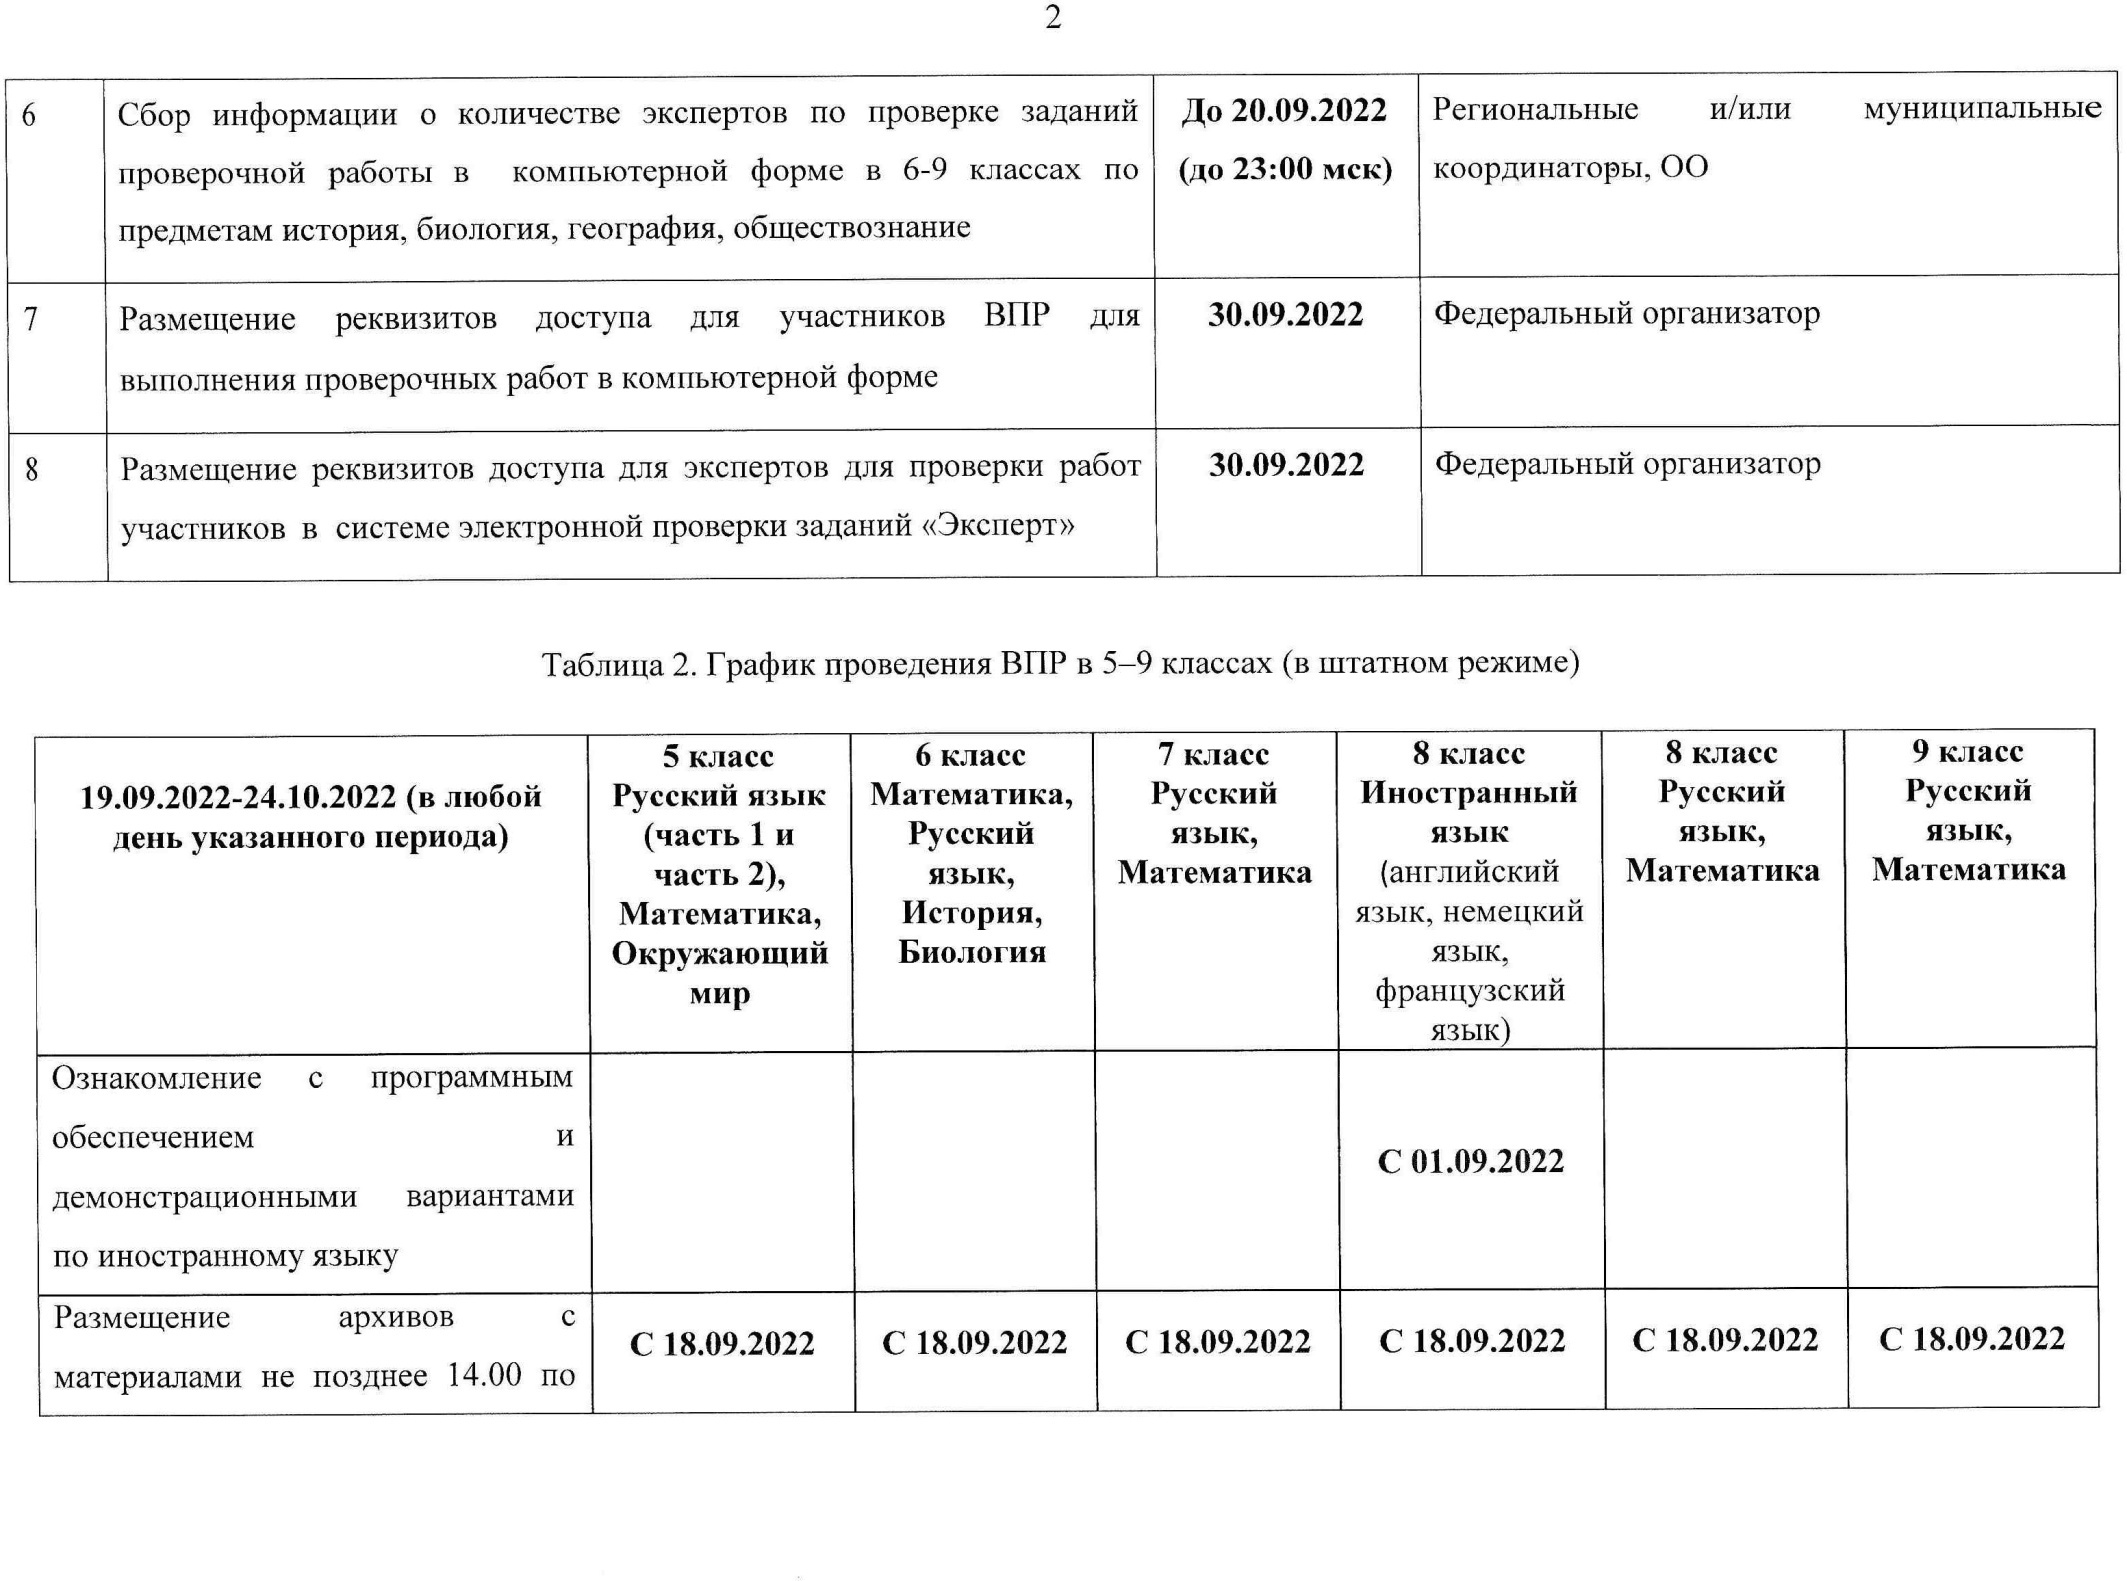 2
6
Сбор информации о количестве экспертов по проверке заданий
проверочной работы в компьютерной форме в 6-9 классах по
предметам история, биология, география, обществознание
До 20.09.2022
(до 23:00 мск)
Региональные и/или муниципальные
координаторы, ОО
7
Размещение реквизитов доступа для участников ВПР для
выполнения проверочных работ в компьютерной форме
30.09.2022
Федеральный организатор
8
Размещение реквизитов доступа для экспертов для проверки работ
участников в системе электронной проверки заданий «Эксперт»
30.09.2022
Федеральный организатор
Таблица 2. График проведения ВПР в 5–9 классах (в штатном режиме)
19.09.2022-24.10.2022 (в любой
день указанного периода)
5 класс
Русский язык
(часть 1 и
часть 2),
Математика,
Окружающий
мир
6 класс
Математика,
Русский
язык,
История,
Биология
7 класс
Русский
язык,
Математика
8 класс
Иностранный
язык
(английский
язык, немецкий
язык,
французский
язык)
8 класс
Русский
язык,
Математика
9 класс
Русский
язык,
Математика
Ознакомление с программным
обеспечением и
демонстрационными вариантами
по иностранному языку
С 01.09.2022
Размещение архивов с
материалами не позднее 14.00 по
С 18.09.2022
С 18.09.2022
С 18.09.2022
С 18.09.2022
С 18.09.2022
С 18.09.2022